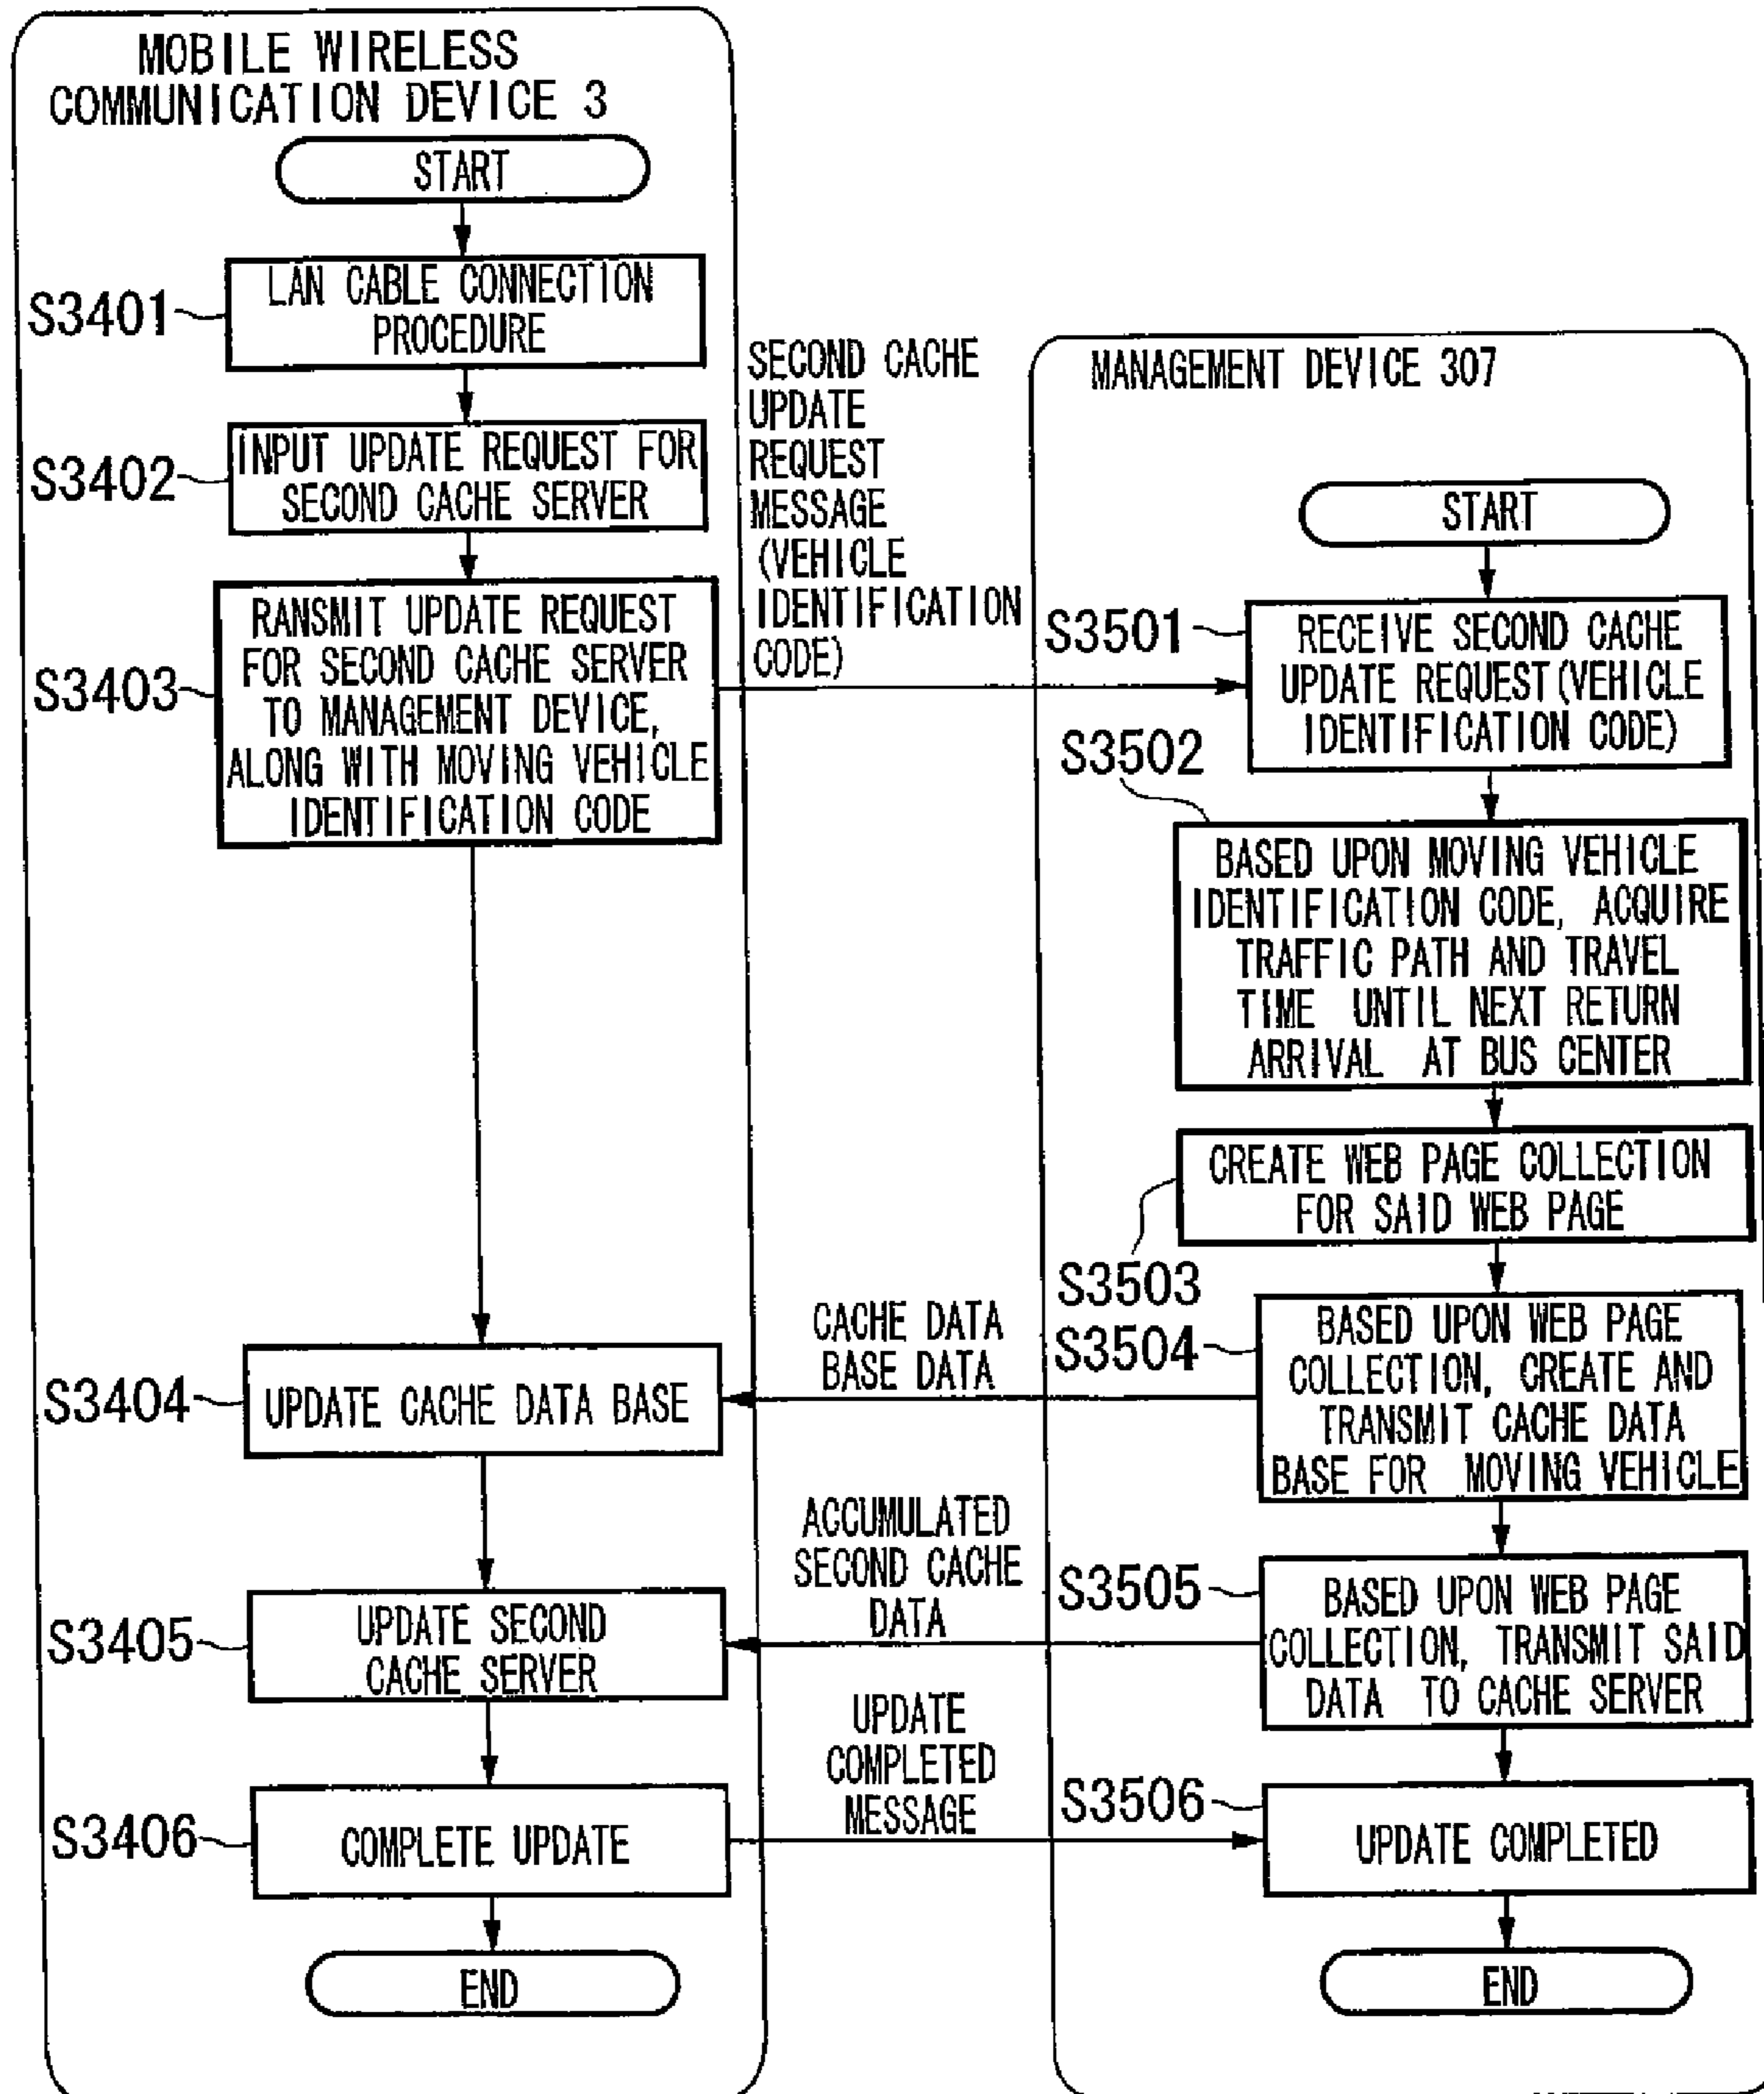 MOBILE WIRELESS
COMMUNICATION DEVICE 3
START
S3401
LAN CABLE CONNECTION
PROCEDURE
S3402
INPUT UPDATE REQUEST FOR
SECOND CACHE SERVER
S3403
RANSMIT UPDATE REQUEST
FOR SECOND CACHE SERVER
TO MANAGEMENT DEVICE,
ALONG WITH MOVING VEHICLE
IDENTIFICATION CODE
S3404
UPDATE CACHE DATA BASE
S3405
UPDATE SECOND
CACHE SERVER
S3406
COMPLETE UPDATE
END
SECOND CACHE
UPDATE
REQUEST
MESSAGE
(VEHICLE
IDENTIFICATION
CODE)
CACHE DATA
BASE DATA
ACCUMULATED
SECOND CACHE
DATA
UPDATE
COMPLETED
MESSAGE
MANAGEMENT DEVICE 307
START
S3501
RECEIVE SECOND CACHE
UPDATE REQUEST(VEHICLE
IDENTIFICATION CODE)
S3502
BASED UPON MOVING VEHICLE
IDENTIFICATION CODE, ACQUIRE
TRAFFIC PATH AND TRAVEL
TIME UNTIL NEXT RETURN
ARRIVAL AT BUS CENTER
CREATE WEB PAGE COLLECTION
FOR SAID WEB PAGE
S3503
S3504
BASED UPON WEB PAGE
COLLECTION, CREATE AND
TRANSMIT CACHE DATA
BASE FOR MOVING VEHICLE
S3505
BASED UPON WEB PAGE
COLLECTION, TRANSMIT SAID
DATA TO CACHE SERVER
S3506
UPDATE COMPLETED
END